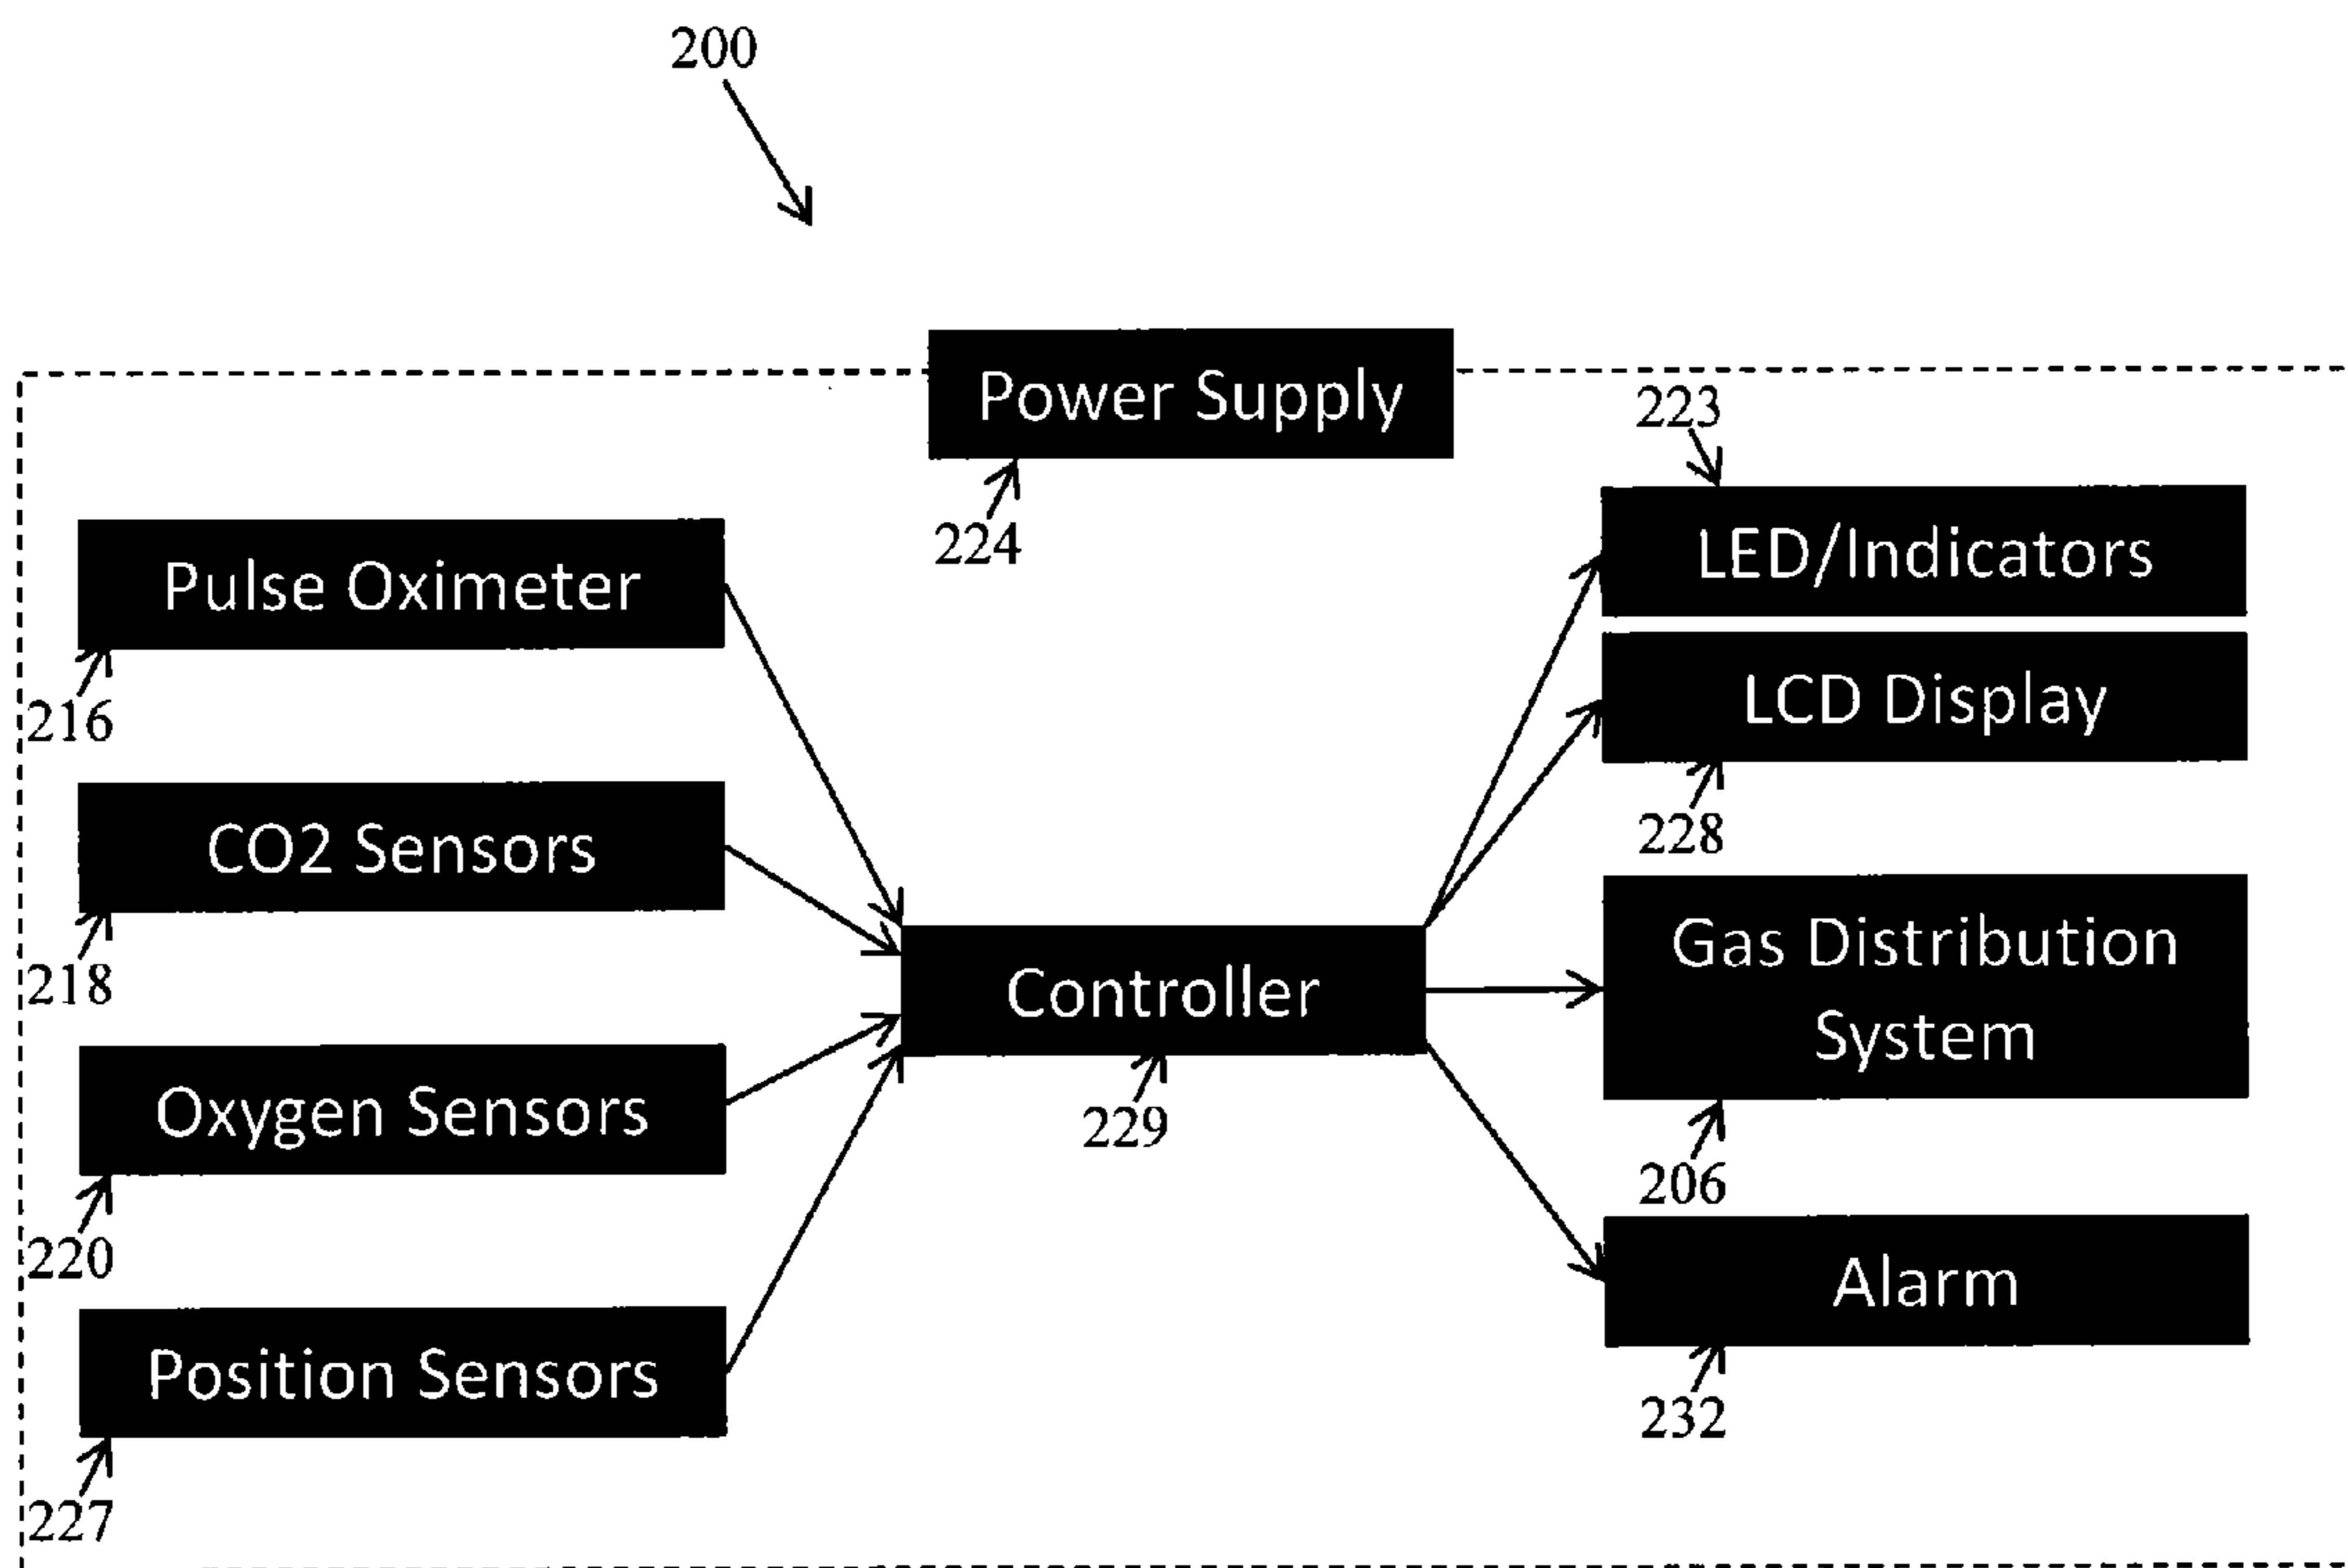 200
Power Supply
224
223
LED/Indicators
Pulse Oximeter
216
LCD Display
228
CO2 Sensors
218
Controller
229
Gas Distribution
System
206
Oxygen Sensors
220
Alarm
232
Position Sensors
227